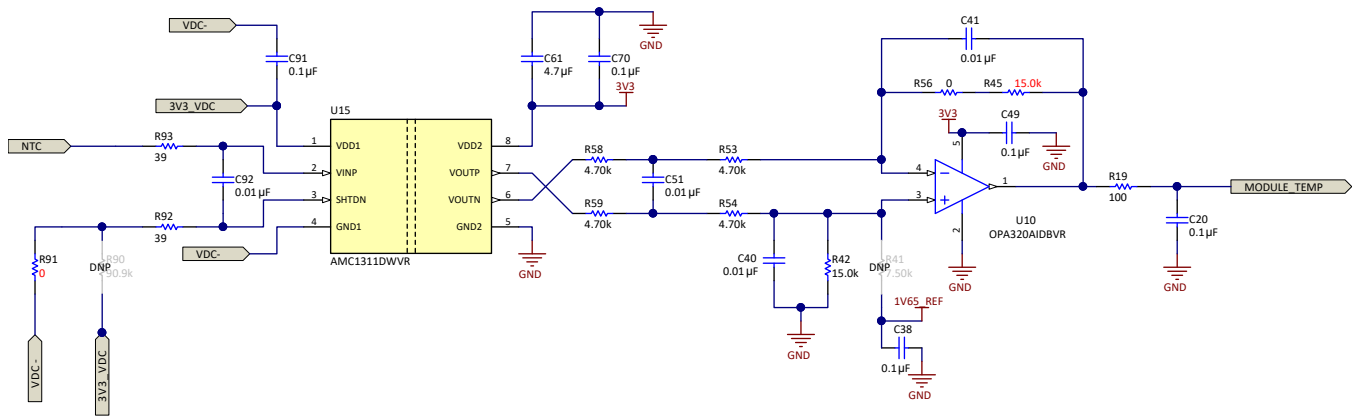 VDC-
C91
0.1µF
3V3_VDC
NTC
R93
39
C92
0.01µF
R92
39
VDC-
R91
0
DNP
R90
90.9k
VDC-
3V3_VDC
U15
1
VDD1
2
VINP
3
SHTDN
4
GND1
VDD2
8
VOUTP
7
VOUTN
6
GND2
5
AMC1311DWVR
GND
C61
4.7µF
C70
0.1µF
GND
3V3
R58
4.70k
R59
4.70k
C51
0.01µF
R53
4.70k
R54
4.70k
C40
0.01µF
R42
15.0k
GND
DNP
R41
7.50k
1V65_REF
C38
0.1µF
GND
C41
0.01µF
R56
0
R45
15.0k
3V3
C49
0.1µF
GND
5
4
3
1
2
U10
OPA320AIDBVR
GND
R19
100
C20
0.1µF
GND
MODULE_TEMP